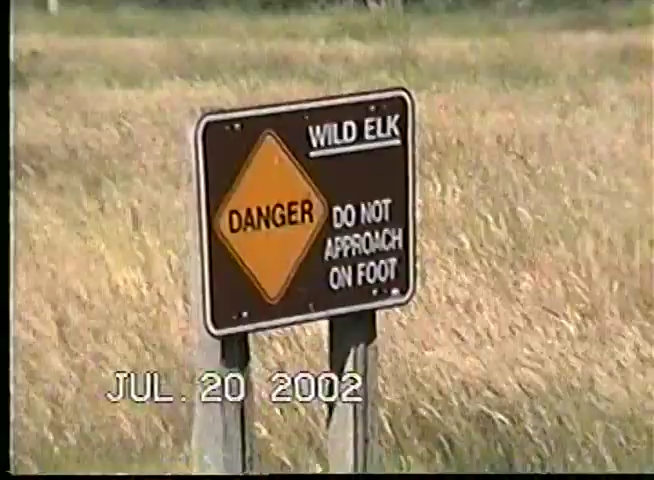 WILD ELK
DANGER
DO NOT
APPROACH
ON FOOT
JUL. 20 2002